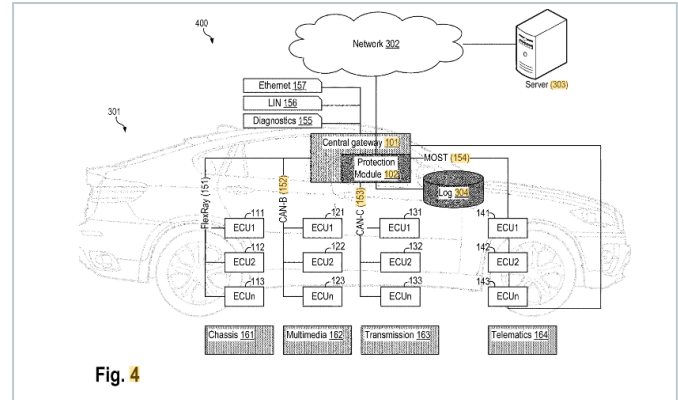 400
Network 302
Server (303)
Ethernet 157
LIN 156
Diagnostics 155
301
Central gateway 101
Protection
Module 102
MOST (154)
Log 304
FlexRay (151)
CAN-B (152)
CAN-C (153)
111
ECU1
112
ECU2
113
ECUn
121
ECU1
122
ECU2
123
ECUn
131
ECU1
132
ECU2
133
ECUn
141
ECU1
142
ECU2
143
ECUn
Chassis 161
Multimedia 162
Transmission 163
Telematics 164
Fig. 4